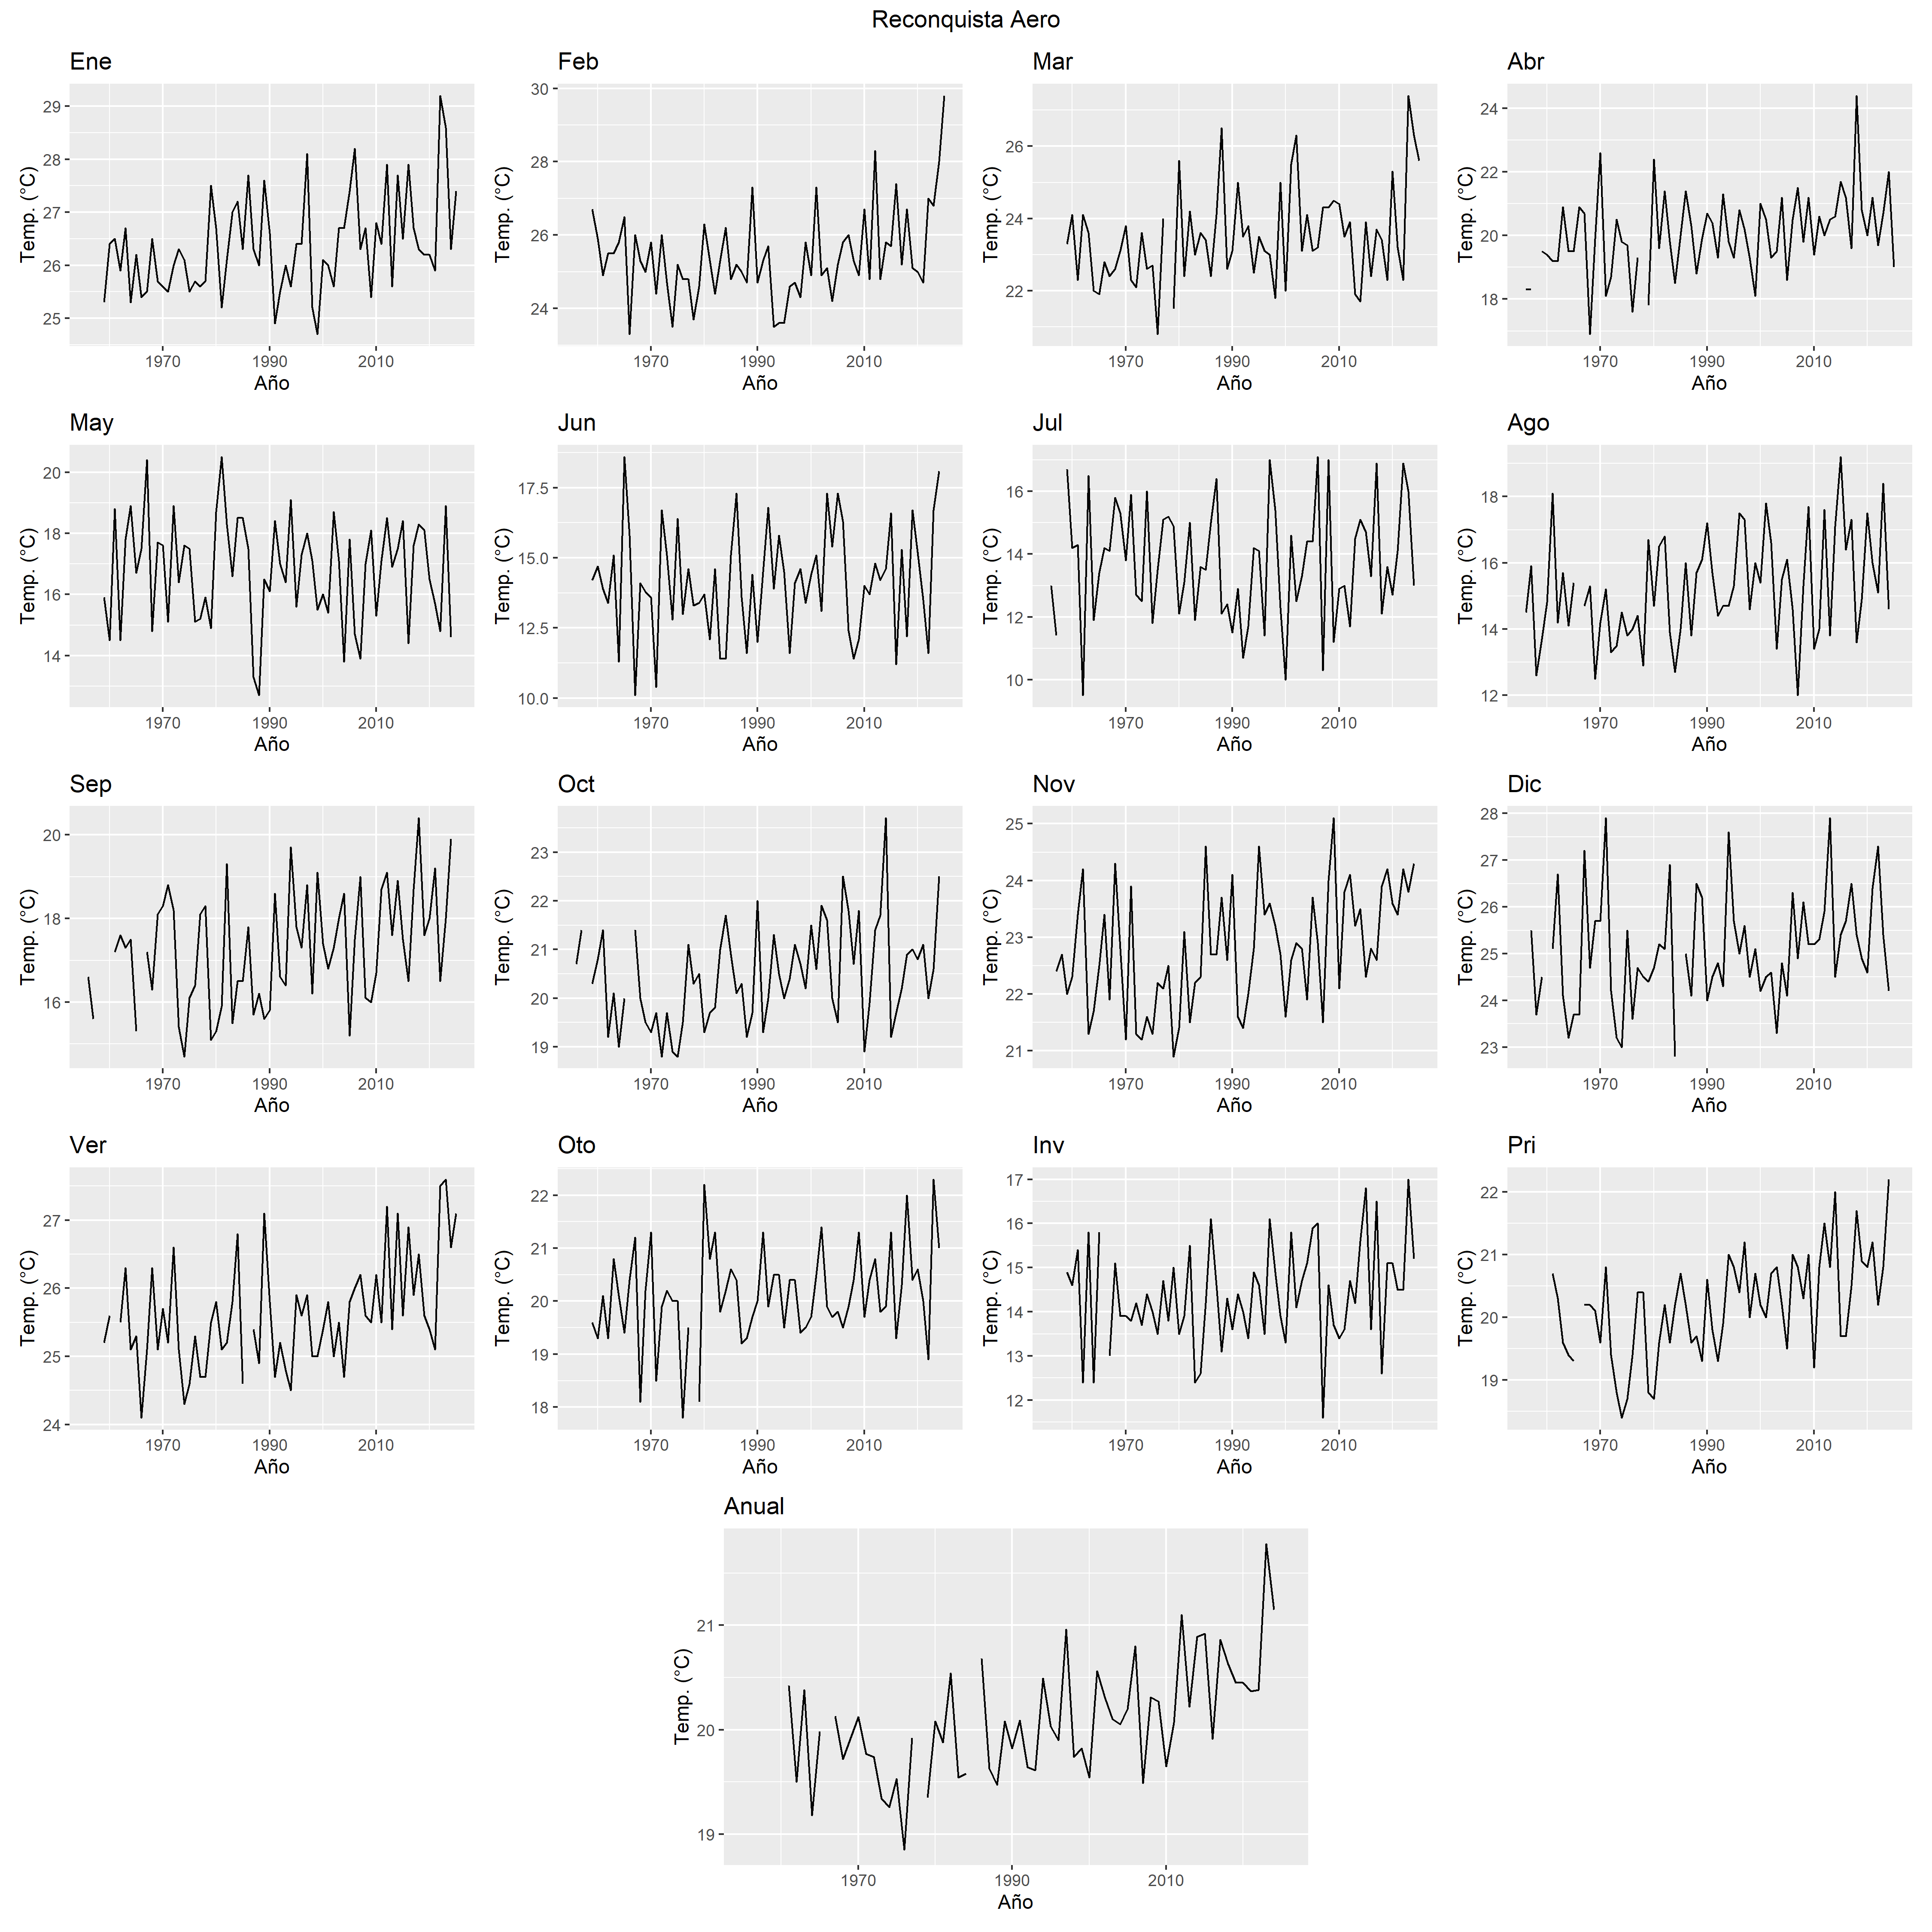 Reconquista Aero
Ene
Feb
Mar
Abr
29
28
27
26
25
30
28
26
24
26
24
22
24
22
20
18
Temp. (°C)
Temp. (°C)
Temp. (°C)
Temp. (°C)
1970 1990 2010
1970 1990 2010
1970 1990 2010
1970 1990 2010
Año
Año
Año
Año
May
Jun
Jul
Ago
20
18
16
14
17.5
15.0
12.5
10.0
16
14
12
10
18
16
14
12
Temp. (°C)
Temp. (°C)
Temp. (°C)
Temp. (°C)
1970 1990 2010
1970 1990 2010
1970 1990 2010
1970 1990 2010
Año
Año
Año
Año
Sep
Oct
Nov
Dic
20
18
16
23
22
21
20
19
25
24
23
22
21
28
27
26
25
24
23
Temp. (°C)
Temp. (°C)
Temp. (°C)
Temp. (°C)
1970 1990 2010
1970 1990 2010
1970 1990 2010
1970 1990 2010
Año
Año
Año
Año
Ver
Oto
Inv
Pri
27
26
25
24
22
21
20
19
18
17
16
15
14
13
12
22
21
20
19
Temp. (°C)
Temp. (°C)
Temp. (°C)
Temp. (°C)
1970 1990 2010
1970 1990 2010
1970 1990 2010
1970 1990 2010
Año
Año
Año
Año
Anual
21
20
19
Temp. (°C)
1970 1990 2010
Año